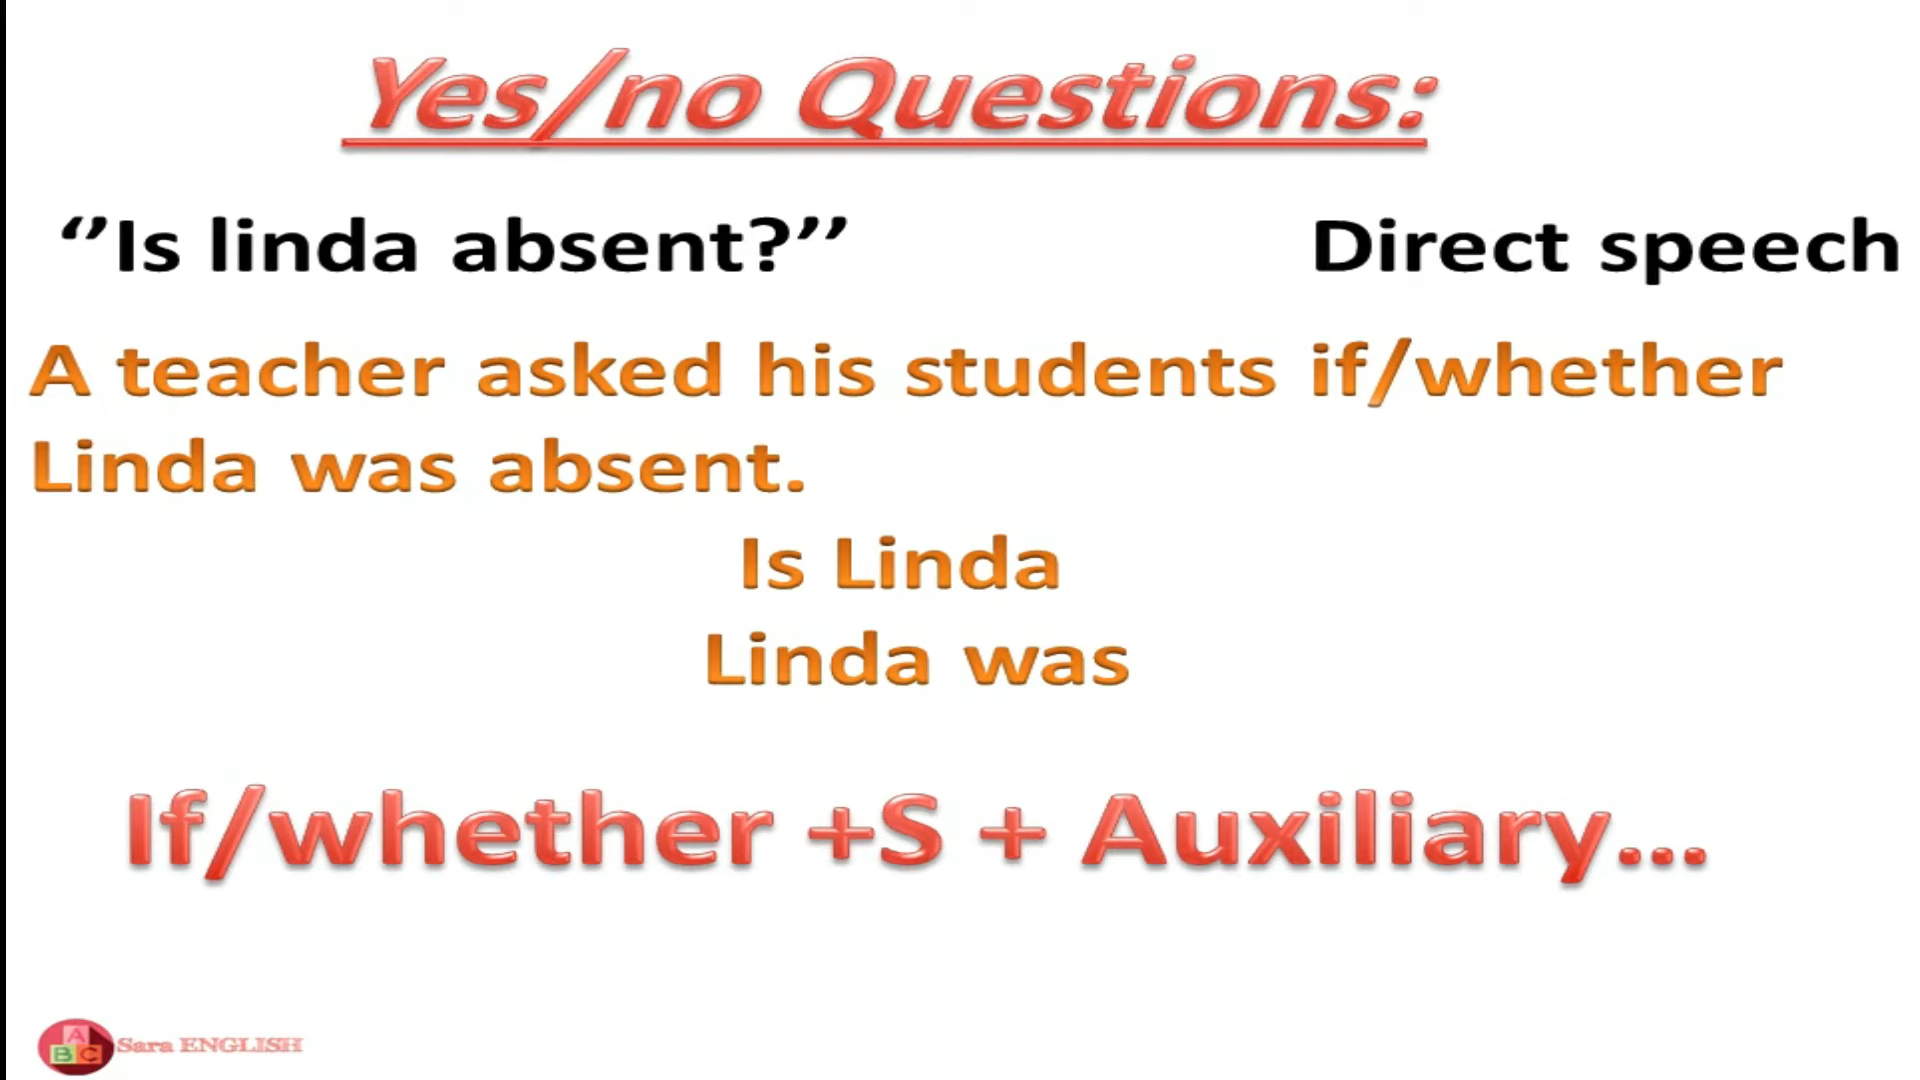 Yes/no Questions:
‘’Is linda absent?’’ Direct speech
A teacher asked his students if/whether
Linda was absent.
Is Linda
Linda was
If/whether +S + Auxiliary...
A
B C
Sara ENGLISH